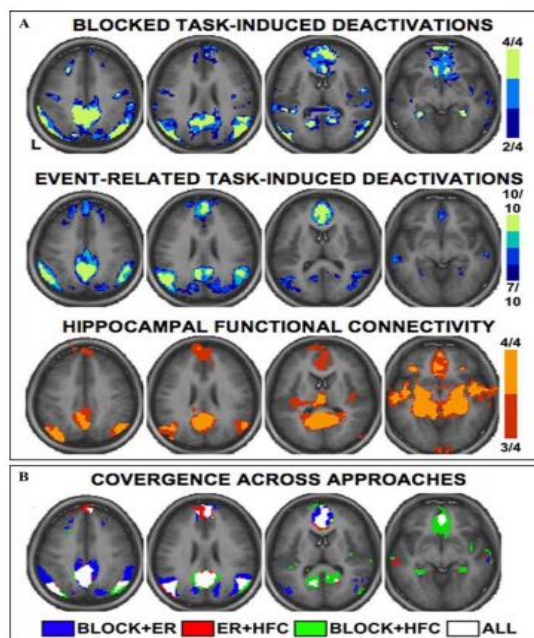 A
BLOCKED TASK-INDUCED DEACTIVATIONS
4/4
L
2/4
EVENT-RELATED TASK-INDUCED DEACTIVATIONS
10/
10
7/
10
HIPPOCAMPAL FUNCTIONAL CONNECTIVITY
4/4
3/4
B
COVERGENCE ACROSS APPROACHES
BLOCK+ER ER+HFC BLOCK+HFC ALL